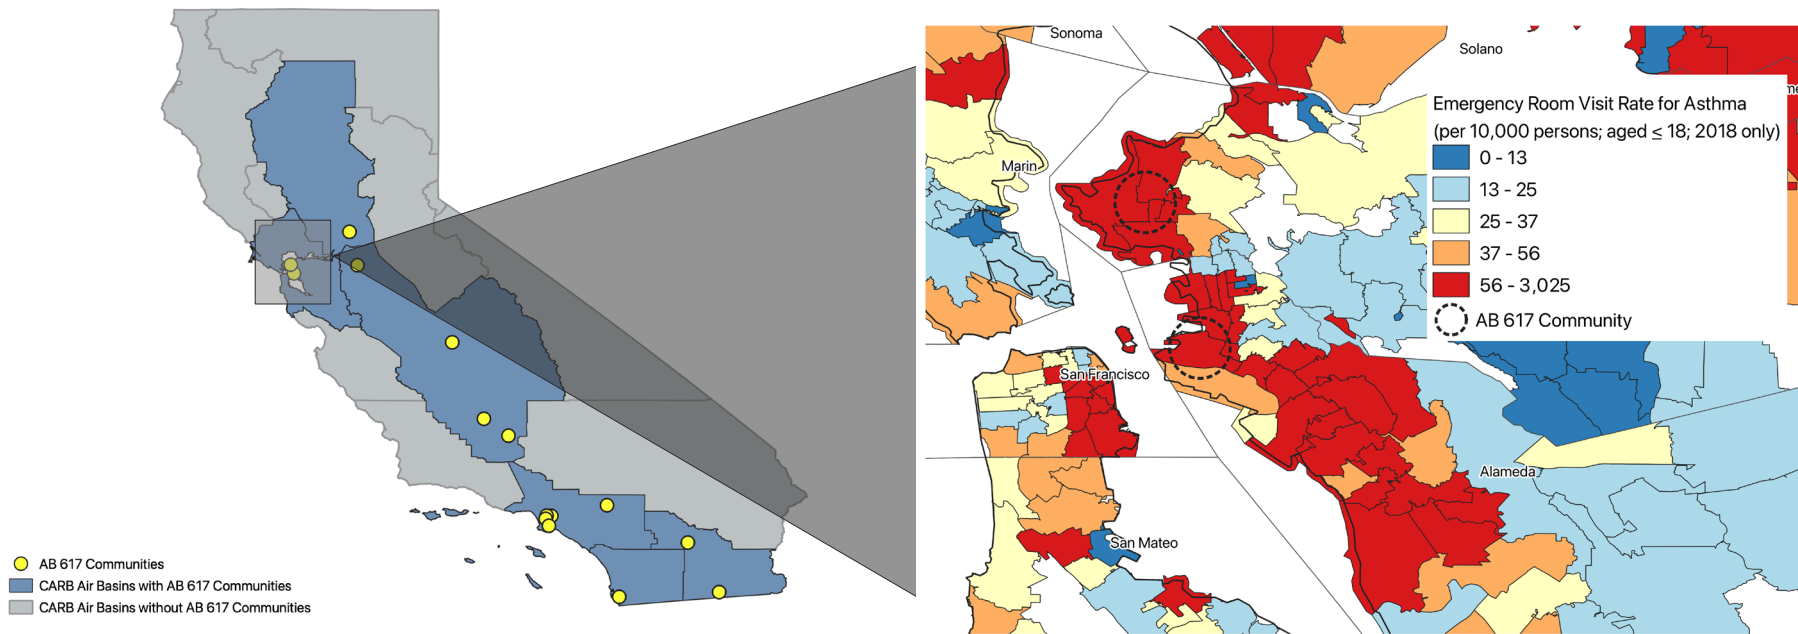 AB 617 Communities
CARB Air Basins with AB 617 Communities
CARB Air Basins without AB 617 Communities
Sonoma
Solano
Marin
San Francisco
San Mateo
Alameda
Emergency Room Visit Rate for Asthma
(per 10,000 persons; aged ≤ 18; 2018 only)
0 - 13
13 - 25
25 - 37
37 - 56
56 - 3,025
AB 617 Community